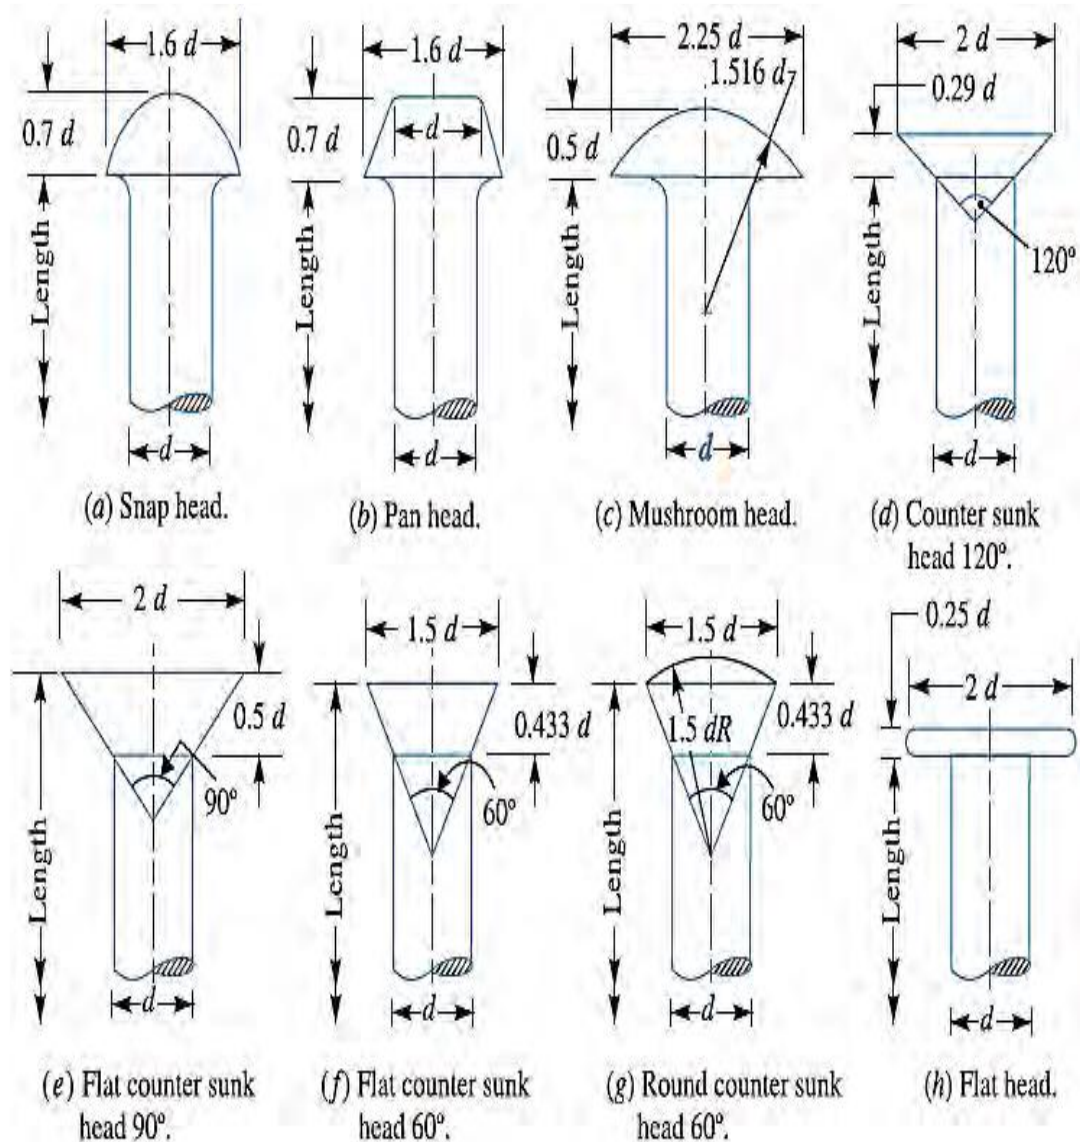 1.6 d
0.7 d
Length
d
(a) Snap head.
1.6 d
0.7 d
d
Length
d
(b) Pan head.
2.25 d
1.516 d
0.5 d
Length
d
(c) Mushroom head.
2 d
0.29 d
Length
120°
d
(d) Counter sunk
head 120°.
2 d
0.5 d
90°
Length
d
(e) Flat counter sunk
head 90°.
1.5 d
0.433 d
60°
Length
d
(f) Flat counter sunk
head 60°.
1.5 d
1.5 dR
0.433 d
60°
Length
d
(g) Round counter sunk
head 60°.
0.25 d
2 d
Length
d
(h) Flat head.